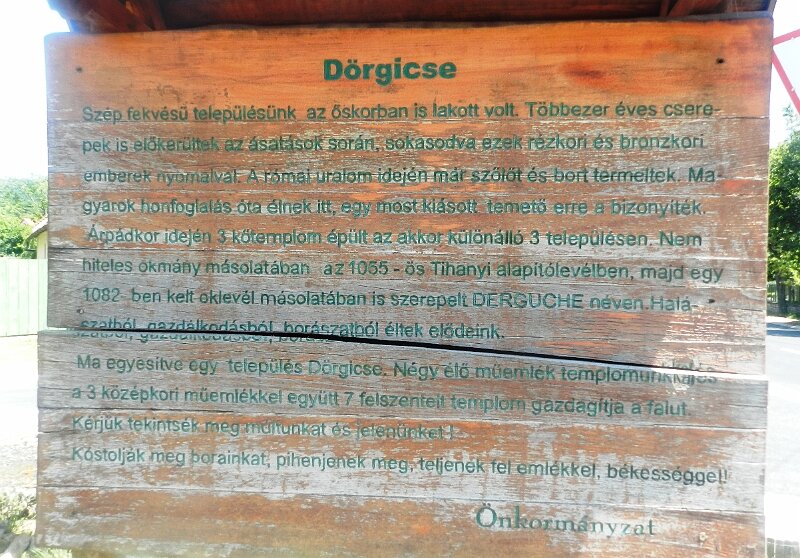 Dörgicse
Szép fekvésű településünk az őskorban is lakott volt. Többezer éves csere-
pek is előkerültek az ásatások során, sokasodva ezek rézkori és bronzkori
emberek nyomaival. A római uralom idején már szőlőt és bort termeltek. Ma-
gyarok honfoglalás óta élnek itt, egy most kiásott temető erre a bizonyíték.
Árpádkor idején 3 kőtemplom épült az akkor különálló 3 településen. Nem
hiteles okmány másolatában az 1055 - ös Tihanyi alapítólevélben, majd egy
1082- ben kelt oklevél másolatában is szerepelt DERGUCHE néven.Halá-
szatból, gazdálkodásból, borászatból éltek elődeink.
Ma egyesítve egy település Dörgicse. Négy élő műemlék templomunkkal és
a 3 középkori műemlékkel együtt 7 felszentelt templom gazdagítja a falut.
Kérjük tekintsék meg múltunkat és jelenünket !
Kóstolják meg borainkat, pihenjenek meg, teljenek fel emlékkel, békességgel!
Önkormányzat